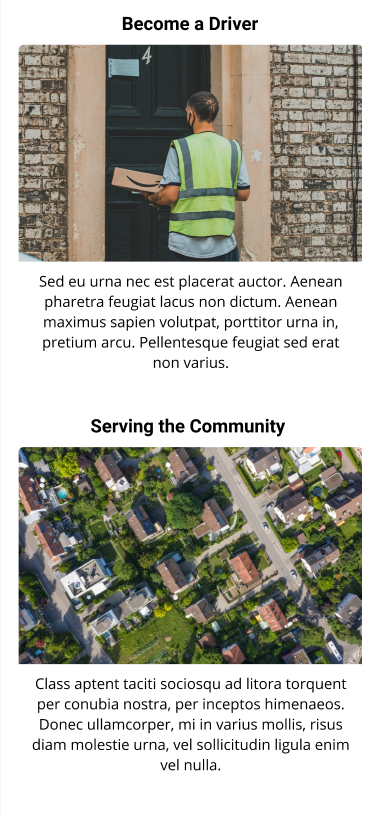 Become a Driver
4
Sed eu urna nec est placerat auctor. Aenean
pharetra feugiat lacus non dictum. Aenean
maximus sapien volutpat, porttitor urna in,
pretium arcu. Pellentesque feugiat sed erat
non varius.
Serving the Community
Class aptent taciti sociosqu ad litora torquent
per conubia nostra, per inceptos himenaeos.
Donec ullamcorper, mi in varius mollis, risus
diam molestie urna, vel sollicitudin ligula enim
vel nulla.